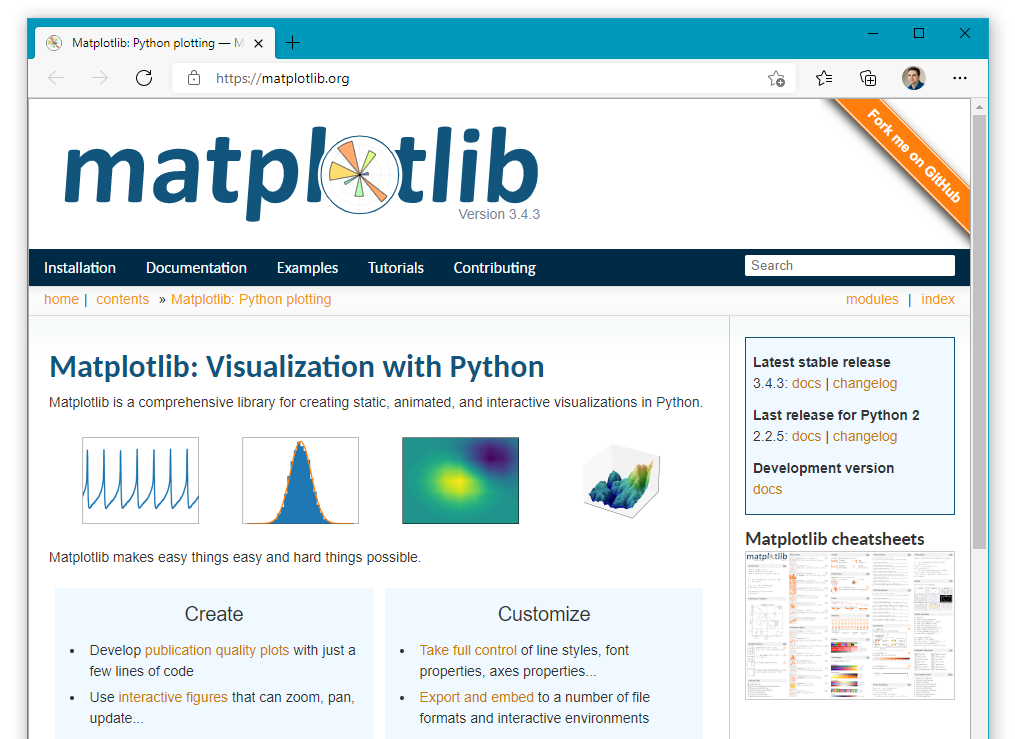 Matplotlib: Python plotting — M
https://matplotlib.org
Fork me on GitHub
matplotlib
Version 3.4.3
Installation Documentation Examples Tutorials Contributing Search
home | contents » Matplotlib: Python plotting modules | index
Matplotlib: Visualization with Python
Matplotlib is a comprehensive library for creating static, animated, and interactive visualizations in Python.
Matplotlib makes easy things easy and hard things possible.
Create
• Develop publication quality plots with just a
few lines of code
• Use interactive figures that can zoom, pan,
update...
Customize
• Take full control of line styles, font
properties, axes properties...
• Export and embed to a number of file
formats and interactive environments
Latest stable release
3.4.3: docs | changelog
Last release for Python 2
2.2.5: docs | changelog
Development version
docs
Matplotlib cheatsheets
matplotlib